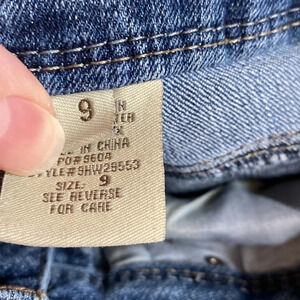 9
IN CHINA
PO#9604
STYLE#9HW29553
SIZE: 9
SEE REVERSE
FOR CARE